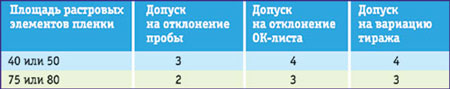 Площадь растровых элементов пленки
Допуск на отклонение пробы
Допуск на отклонение ОК-листа
Допуск на вариацию тиража
40 или 50 3 4 4
75 или 80 2 3 3